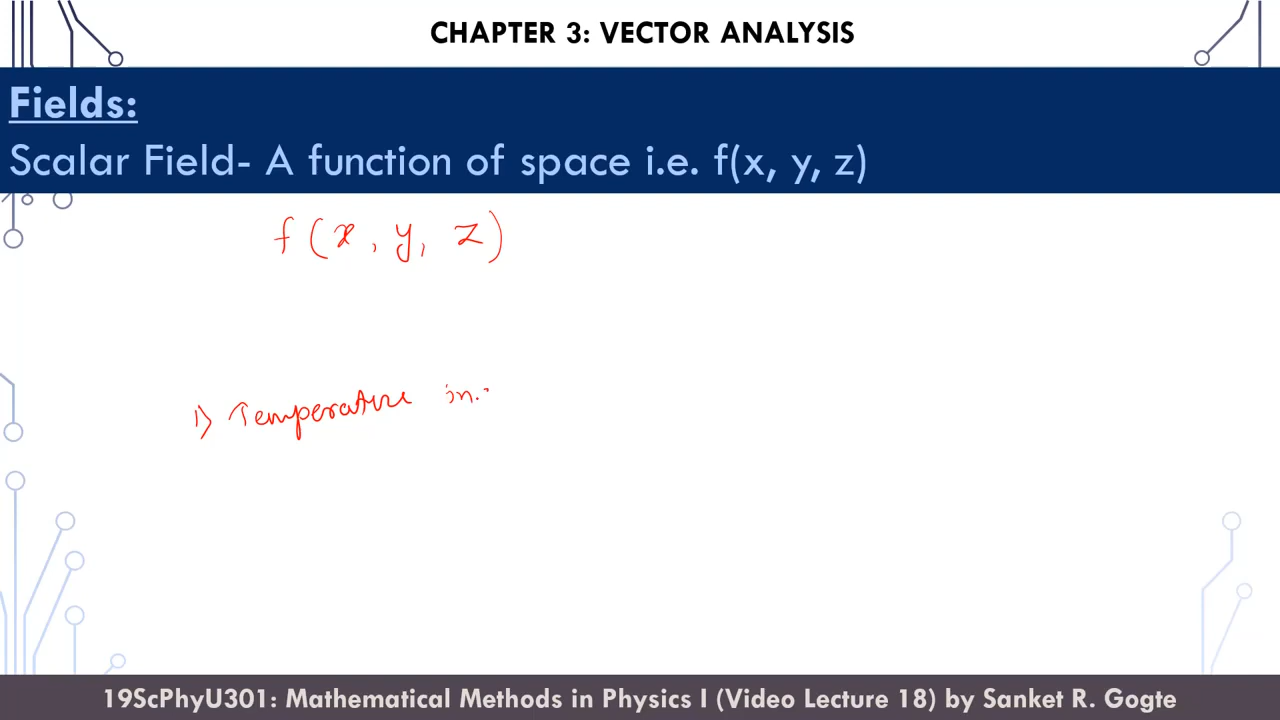 CHAPTER 3: VECTOR ANALYSIS
Fields:
Scalar Field- A function of space i.e. f(x, y, z)
f(x, y, z)
1) Temperature in
19ScPhyU301: Mathematical Methods in Physics I (Video Lecture 18) by Sanket R. Gogte